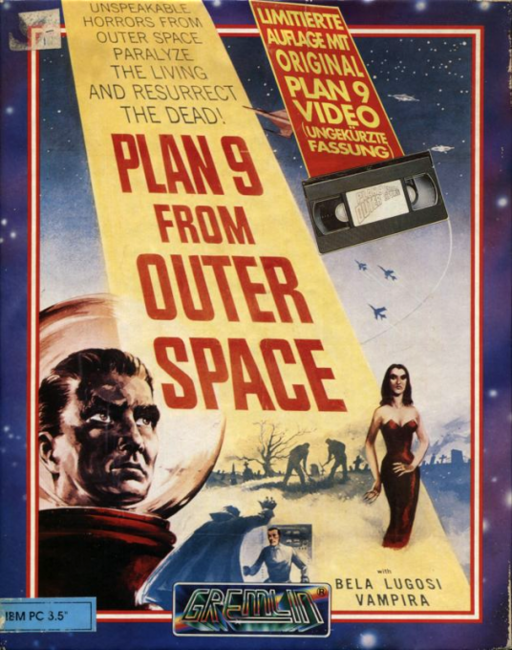 UNSPEAKABLE
HORRORS FROM
OUTER SPACE
PARALYZE
THE LIVING
AND RESURRECT
THE DEAD!
LIMITIERTE
AUFLAGE MIT
ORIGINAL
PLAN 9
VIDEO
(UNGEKÜRZTE
FASSUNG)
PLAN 9
FROM
OUTER
SPACE
with
BELA LUGOSI
VAMPIRA
GREMLIN®
IBM PC 3.5"